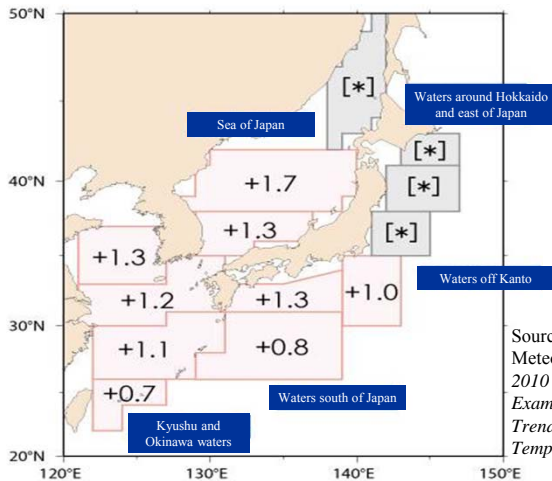 50°N
[*]
Waters around Hokkaido
and east of Japan
Sea of Japan
[*]
40°N
+1.7
[*]
+1.3
[*]
+1.3
Waters off Kanto
+1.2
+1.3
+1.0
30°N
+1.1
+0.8
+0.7
Waters south of Japan
Kyushu and
Okinawa waters
20°N
120°E
130°E
140°E
150°E
Sourc
Meteo
2010
Exam
Trend
Temp